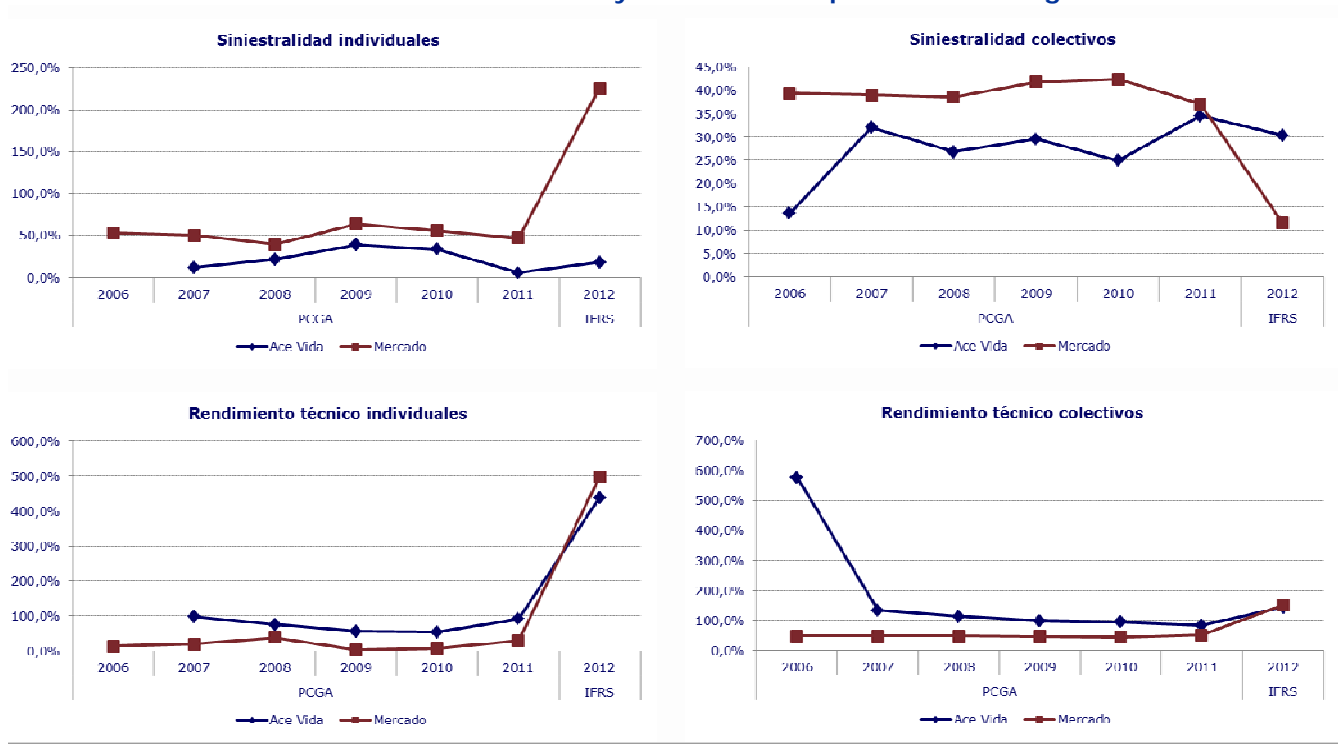 Siniestralidad individuales
250,0%
200,0%
150,0%
100,0%
50,0%
0,0%
2006 2007 2008 2009 2010 2011 2012
PCGA IFRS
Ace Vida Mercado
Siniestralidad colectivos
45,0%
40,0%
35,0%
30,0%
25,0%
20,0%
15,0%
10,0%
5,0%
0,0%
2006 2007 2008 2009 2010 2011 2012
PCGA IFRS
Ace Vida Mercado
Rendimiento técnico individuales
600,0%
500,0%
400,0%
300,0%
200,0%
100,0%
0,0%
2006 2007 2008 2009 2010 2011 2012
PCGA IFRS
Ace Vida Mercado
Rendimiento técnico colectivos
700,0%
600,0%
500,0%
400,0%
300,0%
200,0%
100,0%
0,0%
2006 2007 2008 2009 2010 2011 2012
PCGA IFRS
Ace Vida Mercado